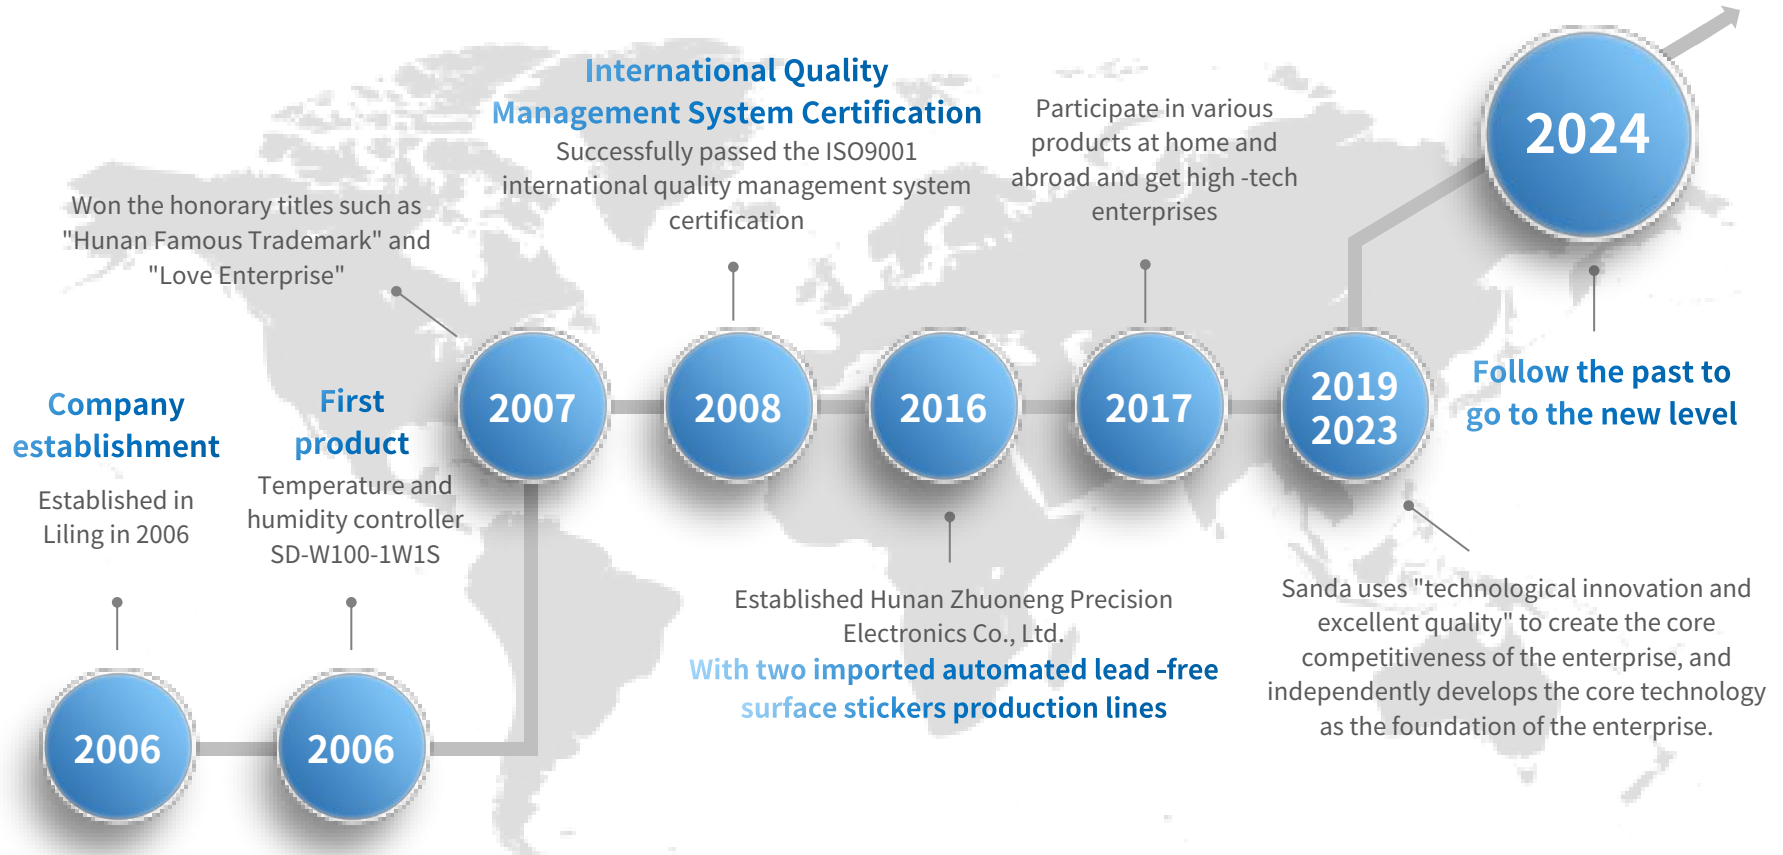 Company
establishment
Established in
Liling in 2006
2006
First
product
Temperature and
humidity controller
SD-W100-1W1S
2006
Won the honorary titles such as
"Hunan Famous Trademark" and
"Love Enterprise"
2007
International Quality
Management System Certification
Successfully passed the ISO9001
international quality management system
certification
2008
2016
Established Hunan Zhuoneng Precision
Electronics Co., Ltd.
With two imported automated lead -free
surface stickers production lines
Participate in various
products at home and
abroad and get high -tech
enterprises
2017
2019
2023
Sanda uses "technological innovation and
excellent quality" to create the core
competitiveness of the enterprise, and
independently develops the core technology
as the foundation of the enterprise.
2024
Follow the past to
go to the new level